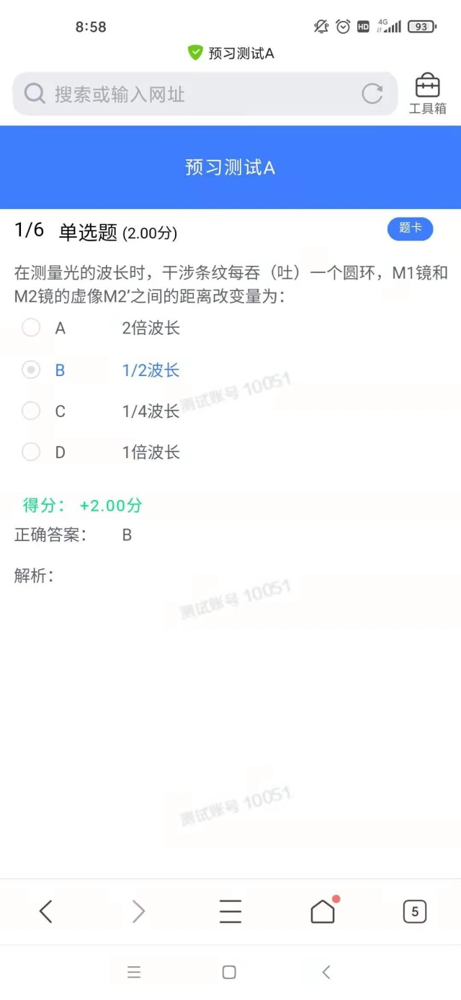 8:58
HD 4G 93
预习测试A
搜索或输入网址
工具箱
预习测试A
1/6 单选题 (2.00分)
题卡
在测量光的波长时，干涉条纹每吞（吐）一个圆环，M1镜和
M2镜的虚像M2’之间的距离改变量为：
A 2倍波长
B 1/2波长
C 1/4波长
D 1倍波长
测试账号 10051
得分： +2.00分
正确答案： B
解析：
测试账号 10051
测试账号 10051
5